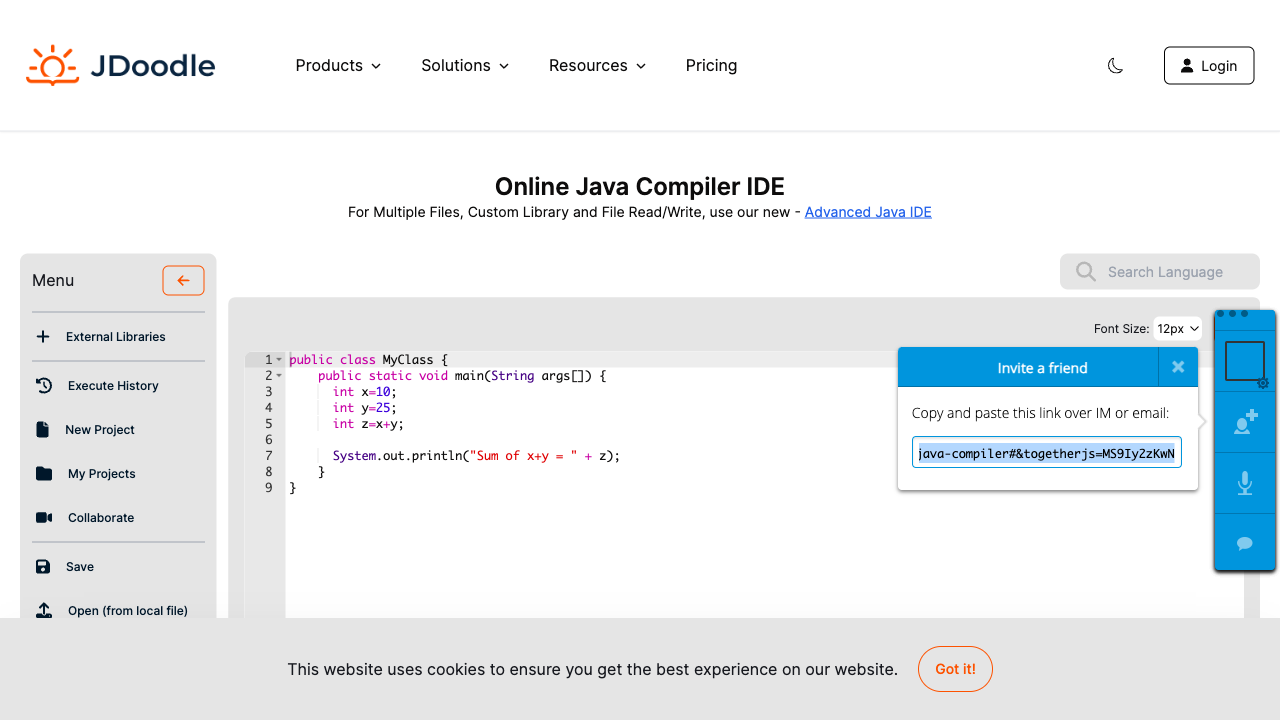 JDoodle
Products
Solutions
Resources
Pricing
Login
Online Java Compiler IDE
For Multiple Files, Custom Library and File Read/Write, use our new - Advanced Java IDE
Menu
Search Language
External Libraries
Execute History
New Project
My Projects
Collaborate
Save
Open (from local file)
Font Size: 12px
1 public class MyClass {
2 public static void main(String args[]) {
3 int x=10;
4 int y=25;
5 int z=x+y;
6
7 System.out.println("Sum of x+y = " + z);
8 }
9 }
Invite a friend
Copy and paste this link over IM or email:
java-compiler#&togetherjs=MS9Iy2zKwN
This website uses cookies to ensure you get the best experience on our website.
Got it!